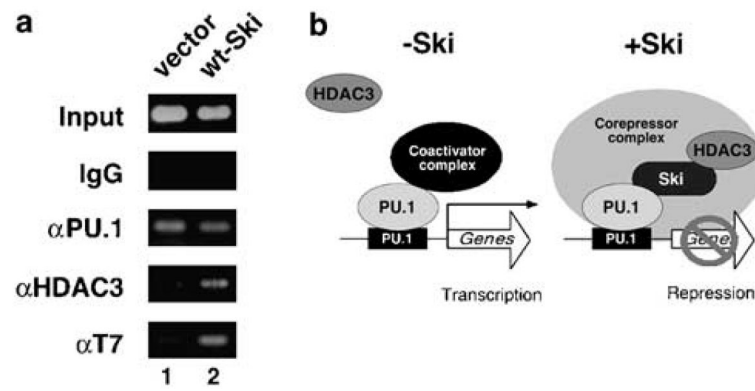 a
vector
wt-Ski
Input
IgG
αPU.1
αHDAC3
αT7
1 2
b
-Ski
+Ski
HDAC3
Coactivator
complex
PU.1
PU.1
Genes
Transcription
Corepressor
complex
HDAC3
Ski
PU.1
PU.1
Genes
Repression